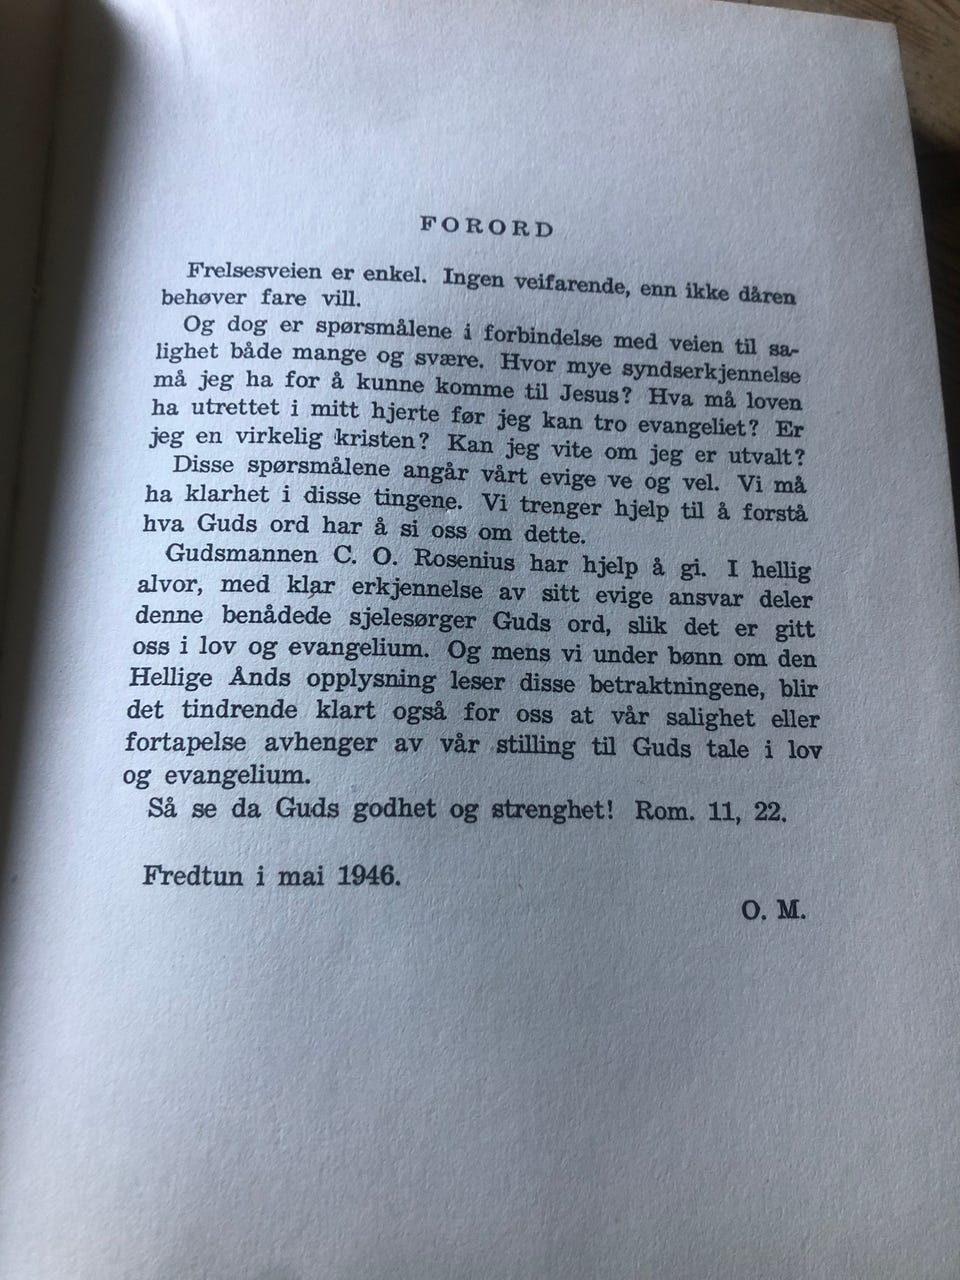 FORORD
Frelsesveien er enkel. Ingen veifarende, enn ikke dåren
behøver fare vill.
Og dog er spørsmålene i forbindelse med veien til sa-
lighet både mange og svære. Hvor mye syndserkjennelse
må jeg ha for å kunne komme til Jesus? Hva må loven
ha utrettet i mitt hjerte før jeg kan tro evangeliet? Er
jeg en virkelig kristen? Kan jeg vite om jeg er utvalt?
Disse spørsmålene angår vårt evige ve og vel. Vi må
ha klarhet i disse tingene. Vi trenger hjelp til å forstå
hva Guds ord har å si oss om dette.
Gudsmannen C. O. Rosenius har hjelp å gi. I hellig
alvor, med klar erkjennelse av sitt evige ansvar deler
denne benådede sjelesørger Guds ord, slik det er gitt
oss i lov og evangelium. Og mens vi under bønn om den
Hellige Ånds opplysning leser disse betraktningene, blir
det tindrende klart også for oss at vår salighet eller
fortapelse avhenger av vår stilling til Guds tale i lov
og evangelium.
Så se da Guds godhet og strenghet! Rom. 11, 22.
Fredtun i mai 1946.
O. M.